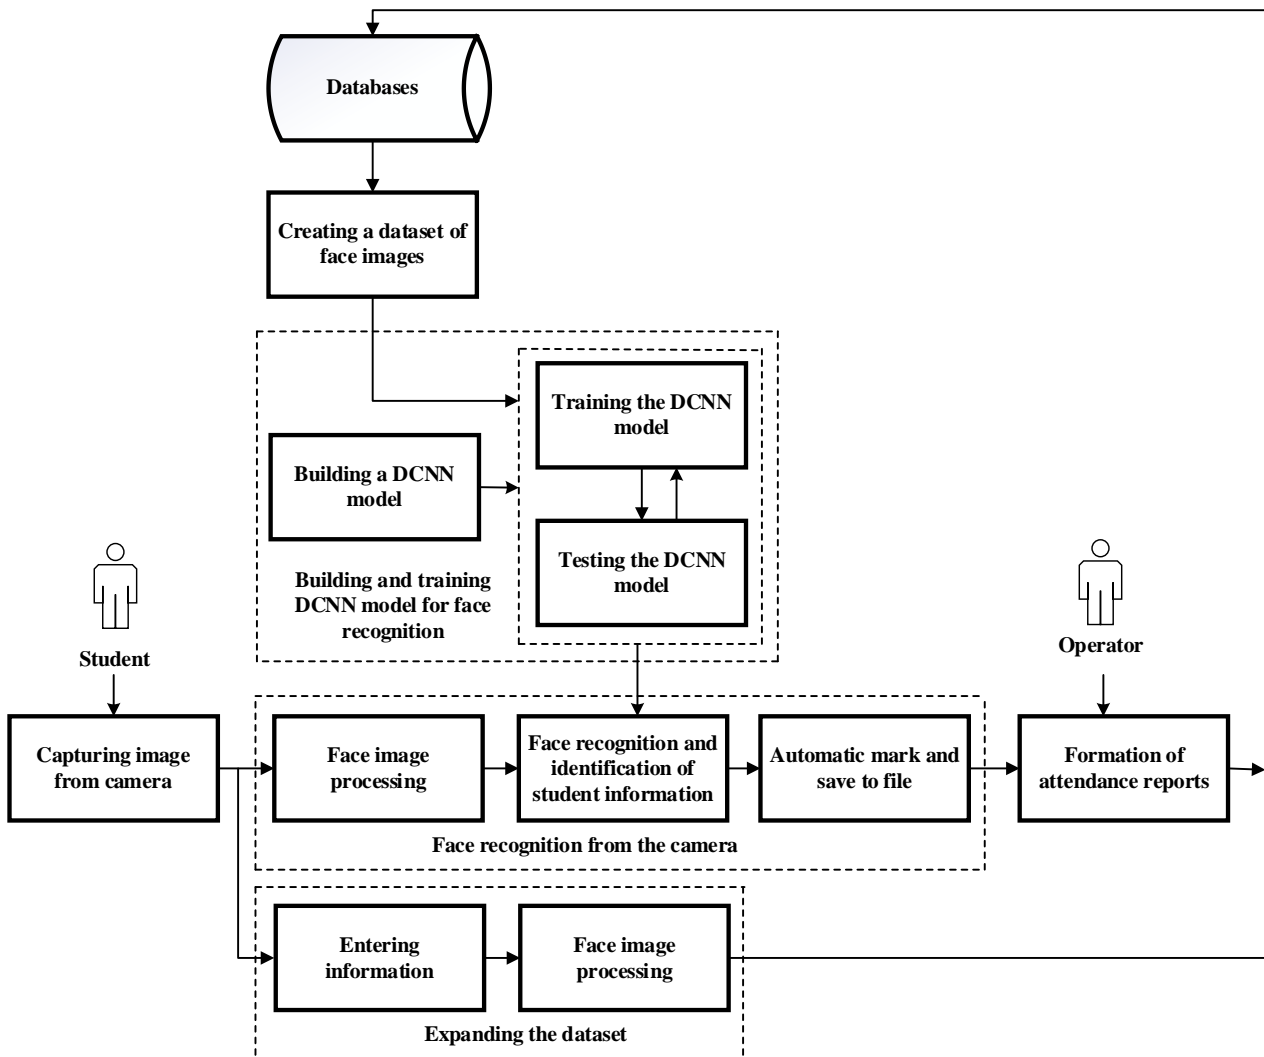 Databases
Creating a dataset of
face images
Training the DCNN
model
Building a DCNN
model
Testing the DCNN
model
Building and training
DCNN model for face
recognition
Student
Operator
Capturing image
from camera
Face image
processing
Face recognition and
identification of
student information
Automatic mark and
save to file
Formation of
attendance reports
Face recognition from the camera
Entering
information
Face image
processing
Expanding the dataset